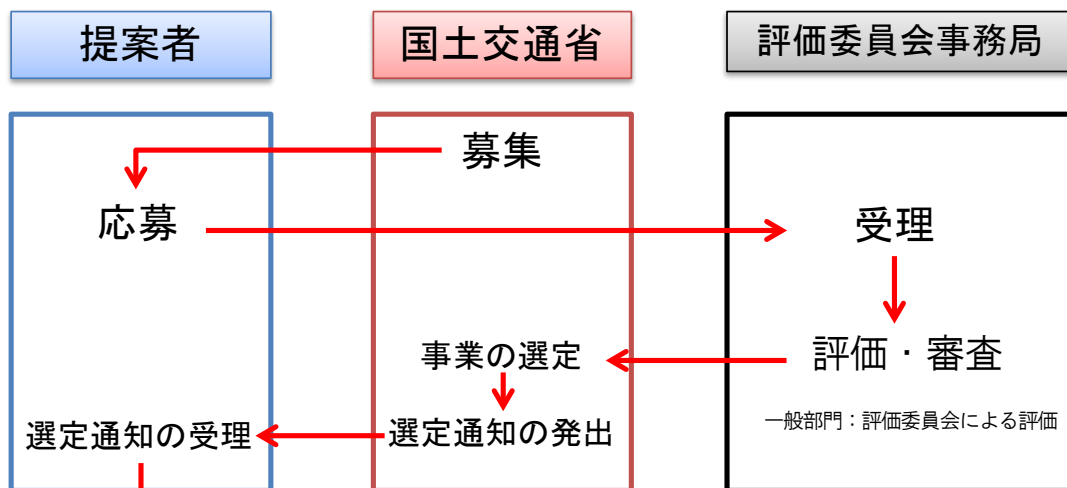 提案者
国土交通省
評価委員会事務局
募集
応募
受理
評価・審査
事業の選定
一般部門：評価委員会による評価
選定通知の発出
選定通知の受理